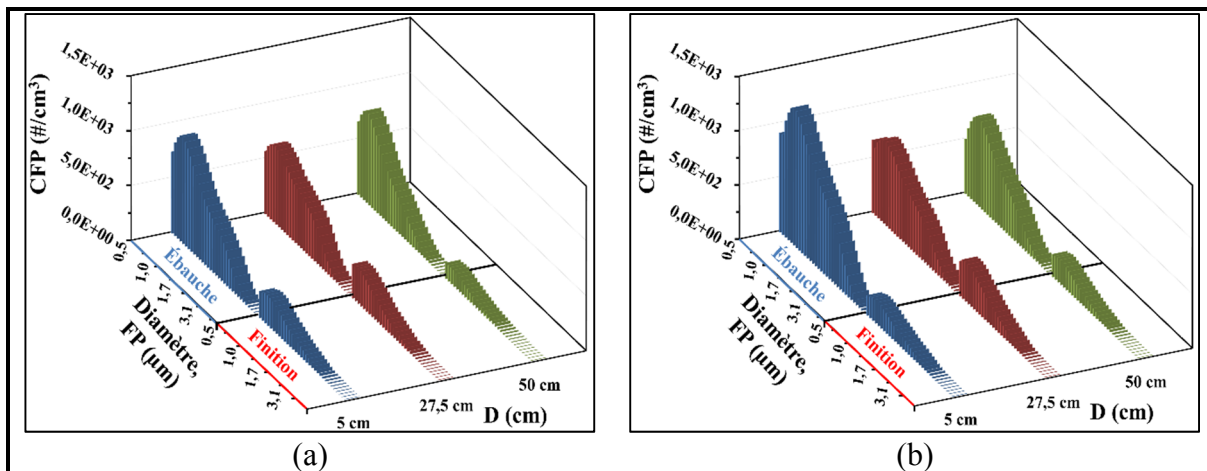 CFP (#/cm³)
1,5E+03
1,0E+03
5,0E+02
0,0E+00
0,5
1,0
1,7
3,1
0,5
1,0
1,7
3,1
Ébauche
Finition
Diamètre,
FP (µm)
5 cm
27,5 cm
50 cm
D (cm)
(a)
CFP (#/cm³)
1,5E+03
1,0E+03
5,0E+02
0,0E+00
0,5
1,0
1,7
3,1
0,5
1,0
1,7
3,1
Ébauche
Finition
Diamètre,
FP (µm)
5 cm
27,5 cm
50 cm
D (cm)
(b)